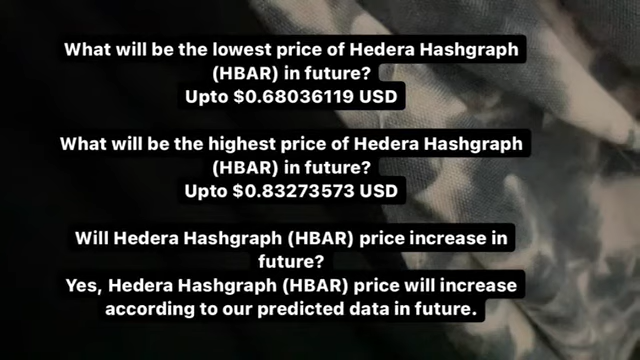 What will be the lowest price of Hedera Hashgraph
(HBAR) in future?
Upto $0.68036119 USD
What will be the highest price of Hedera Hashgraph
(HBAR) in future?
Upto $0.83273573 USD
Will Hedera Hashgraph (HBAR) price increase in
future?
Yes, Hedera Hashgraph (HBAR) price will increase
according to our predicted data in future.